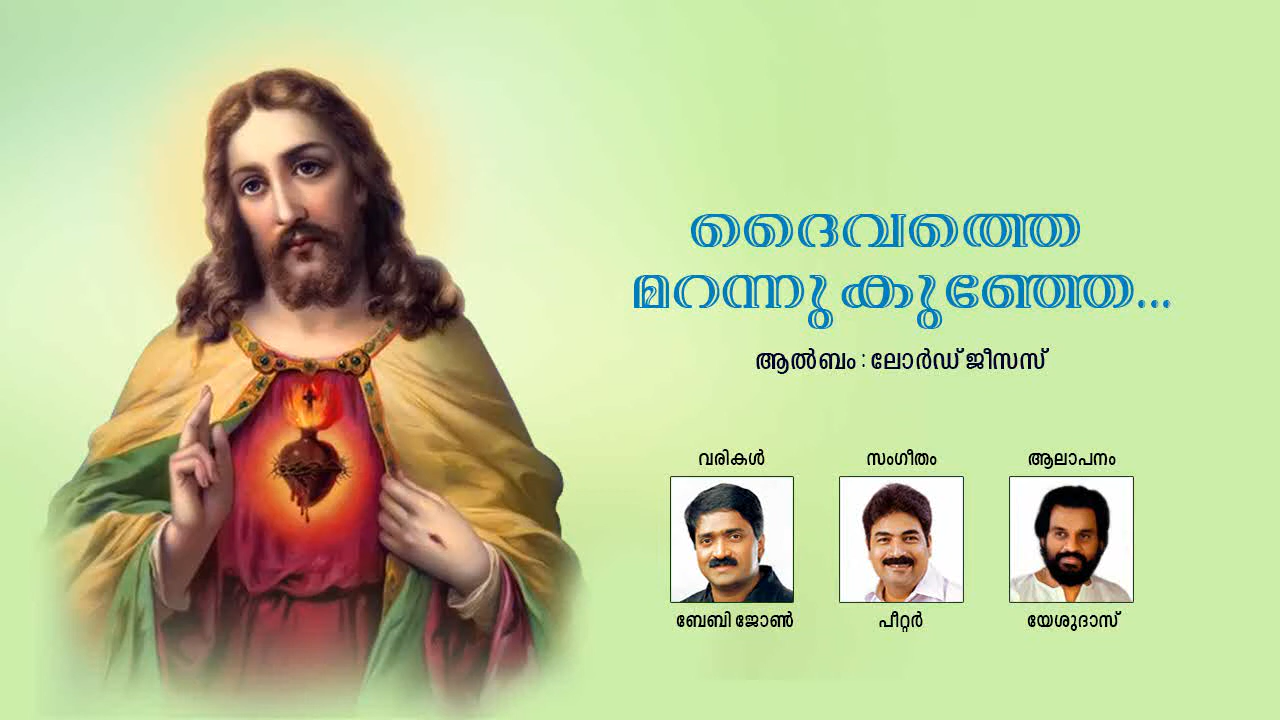 ദൈവത്തെ
മറന്നു കുഞ്ഞേ...
ആൽബം : ലോർഡ് ജീസസ്
വരികൾ
സംഗീതം
ആലാപനം
ബേബി ജോൺ
പീറ്റർ
യേശുദാസ്